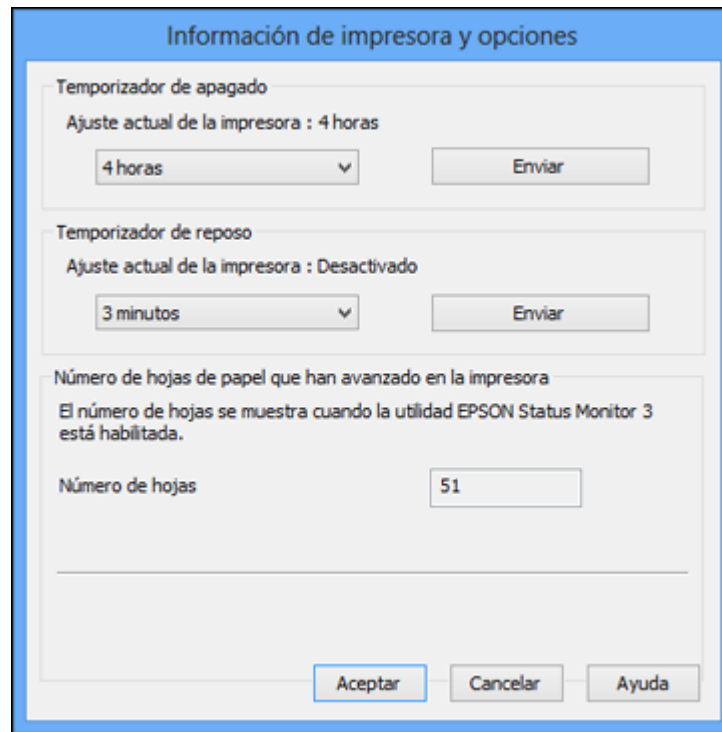 Información de impresora y opciones
Temporizador de apagado
Ajuste actual de la impresora : 4 horas
4 horas
Enviar
Temporizador de reposo
Ajuste actual de la impresora : Desactivado
3 minutos
Enviar
Número de hojas de papel que han avanzado en la impresora
El número de hojas se muestra cuando la utilidad EPSON Status Monitor 3
está habilitada.
Número de hojas
51
Aceptar
Cancelar
Ayuda